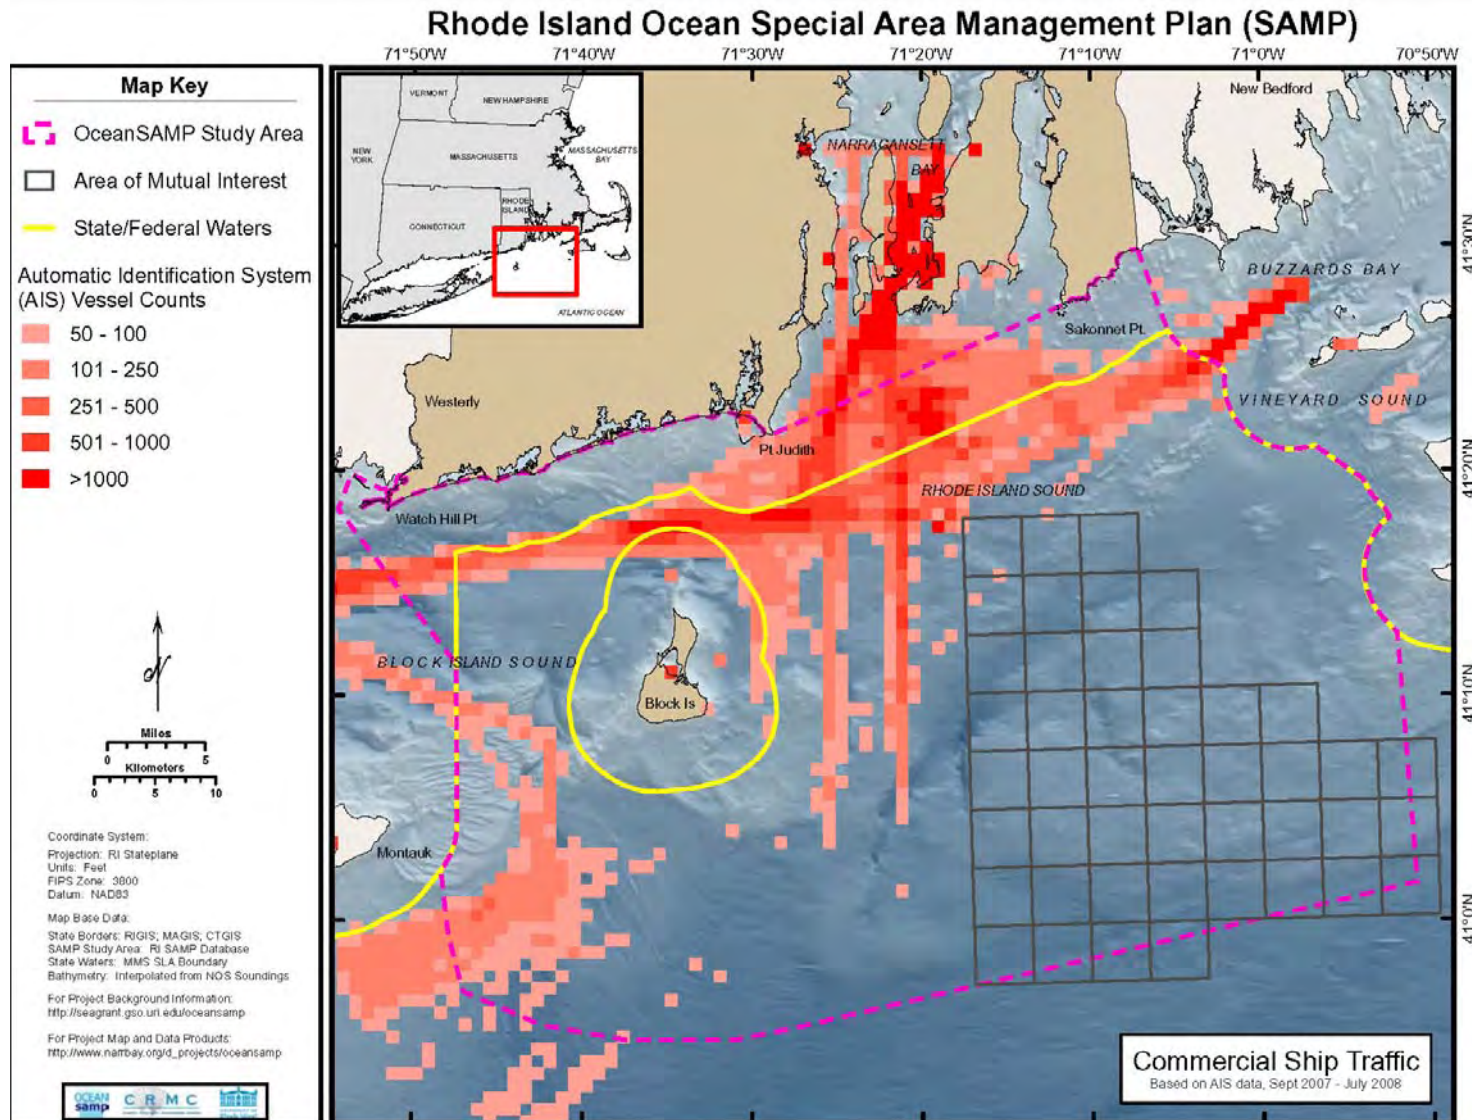 Rhode Island Ocean Special Area Management Plan (SAMP)
71°50'W
71°40'W
71°30'W
71°20'W
71°10'W
71°0'W
70°50'W
Map Key
OceanSAMP Study Area
Area of Mutual Interest
State/Federal Waters
Automatic Identification System
(AIS) Vessel Counts
50 - 100
101 - 250
251 - 500
501 - 1000
>1000
N
Miles
0 5
Kilometers
0 5 10
Coordinate System:
Projection: RI Stateplane
Units: Feet
FIPS Zone: 3800
Datum: NAD83
Map Base Data:
State Borders: RIGIS; MAGIS; CTGIS
SAMP Study Area: RI SAMP Database
State Waters: MMS SLA Boundary
Bathymetry: Interpolated from NOS Soundings
For Project Background Information:
http://seagrant.gso.uri.edu/oceansamp
For Project Map and Data Products:
http://www.narrbay.org/d_projects/oceansamp
OCEAN
samp
CRMC
VERMONT
NEW HAMPSHIRE
NEW
YORK
MASSACHUSETTS
MASSACHUSETTS
BAY
RHODE
ISLAND
CONNECTICUT
ATLANTIC OCEAN
New Bedford
NARRAGANSETT
BAY
BUZZARDS BAY
Sakonnet Pt.
VINEYARD SOUND
Westerly
Pt Judith
Watch Hill Pt
RHODE ISLAND SOUND
BLOCK ISLAND SOUND
Block Is
Montauk
41°30'N
41°20'N
41°10'N
41°0'N
Commercial Ship Traffic
Based on AIS data, Sept 2007 - July 2008